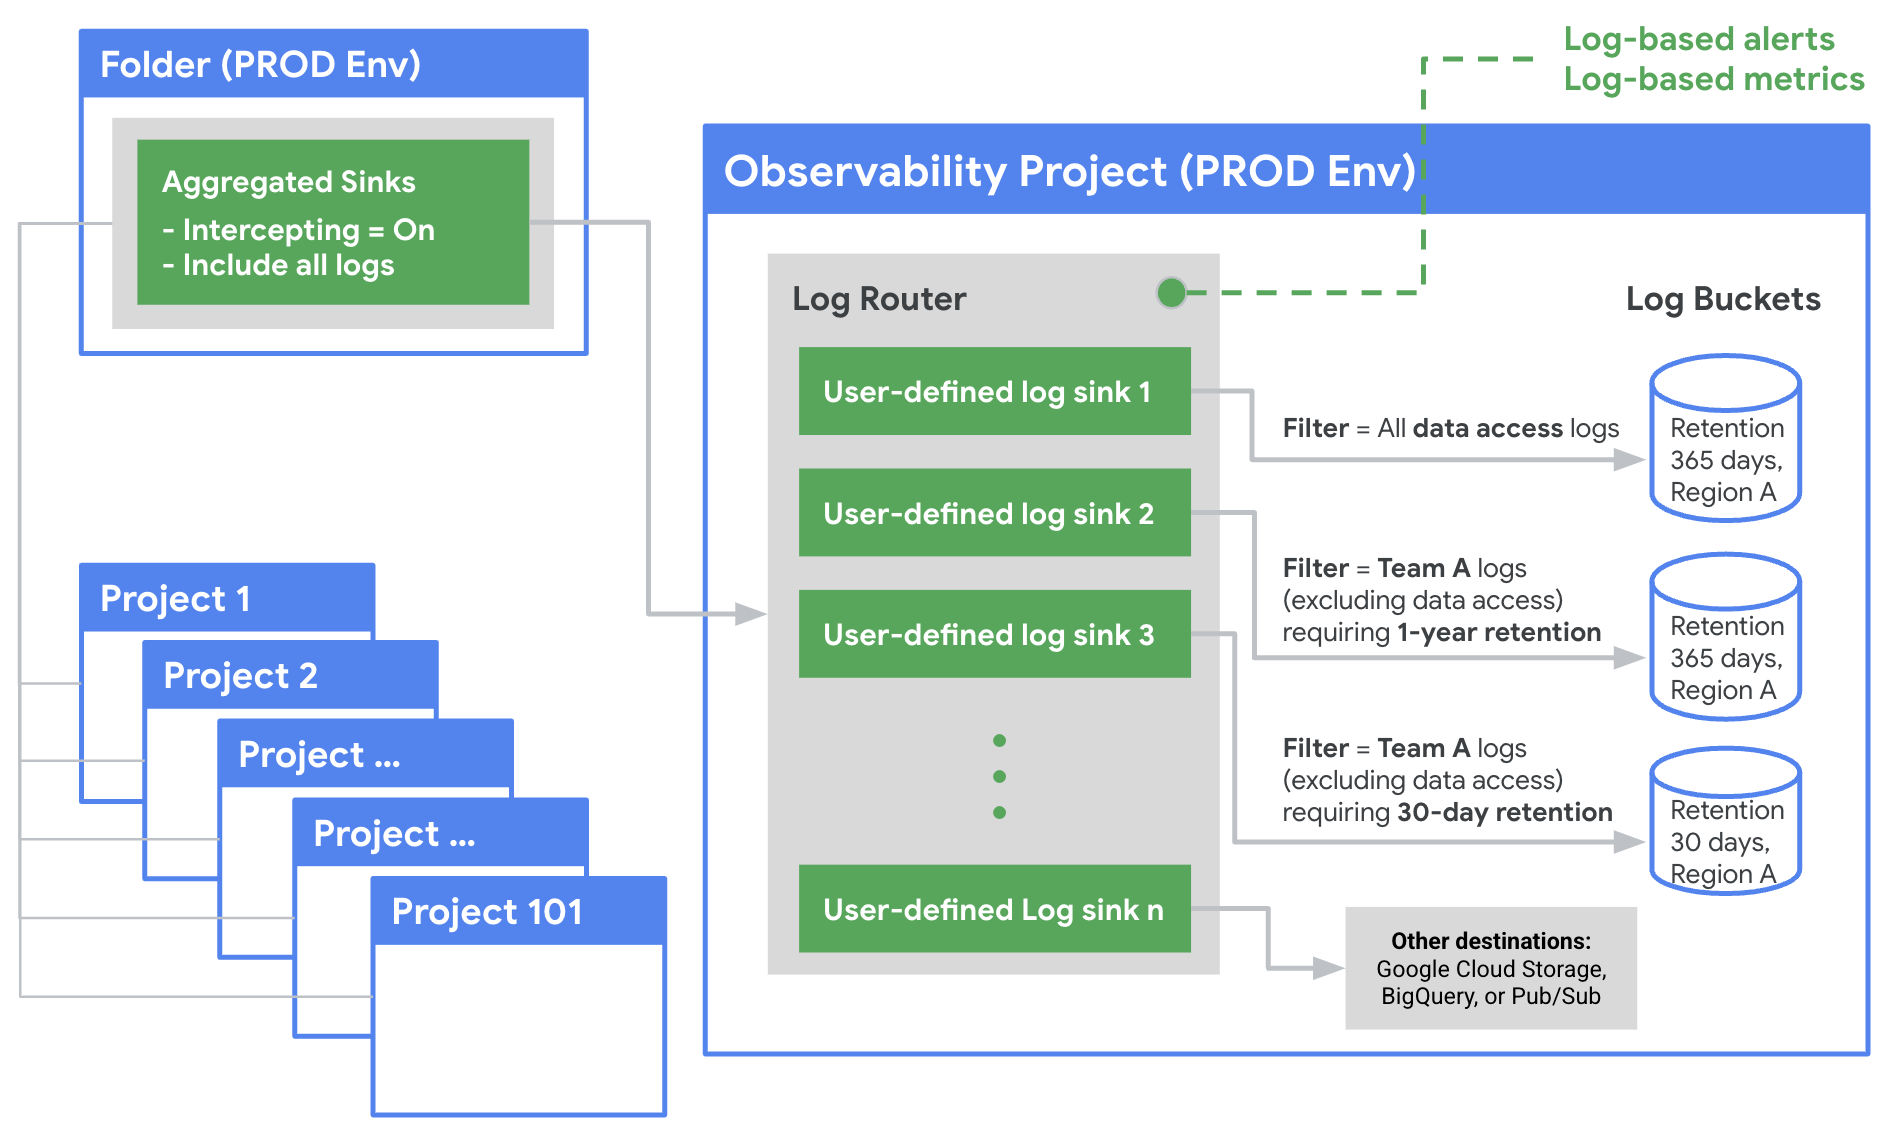 Folder (PROD Env)
Aggregated Sinks
- Intercepting = On
- Include all logs
Project 1
Project 2
Project ...
Project ...
Project 101
Log-based alerts
Log-based metrics
Observability Project (PROD Env)
Log Router
User-defined log sink 1
User-defined log sink 2
User-defined log sink 3
User-defined Log sink n
Filter = All data access logs
Filter = Team A logs
(excluding data access)
requiring 1-year retention
Filter = Team A logs
(excluding data access)
requiring 30-day retention
Log Buckets
Retention
365 days,
Region A
Retention
365 days,
Region A
Retention
30 days,
Region A
Other destinations:
Google Cloud Storage,
BigQuery, or Pub/Sub